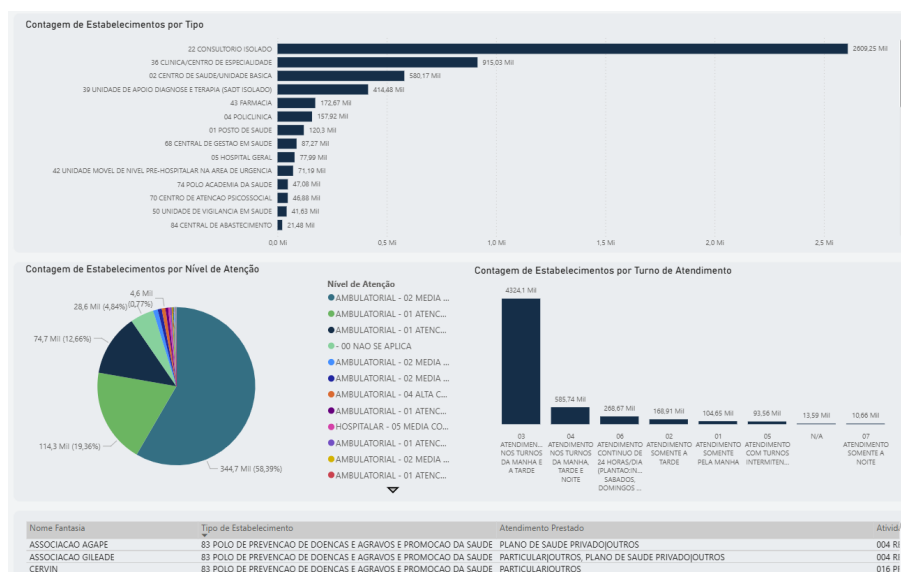 Contagem de Estabelecimentos por Tipo
22 CONSULTORIO ISOLADO 2609,25 Mil
36 CLINICA/CENTRO DE ESPECIALIDADE 915,03 Mil
02 CENTRO DE SAUDE/UNIDADE BASICA 580,17 Mil
39 UNIDADE DE APOIO DIAGNOSE E TERAPIA (SADT ISOLADO) 414,48 Mil
43 FARMACIA 172,67 Mil
04 POLICLINICA 157,92 Mil
01 POSTO DE SAUDE 120,3 Mil
68 CENTRAL DE GESTAO EM SAUDE 87,27 Mil
05 HOSPITAL GERAL 77,99 Mil
42 UNIDADE MOVEL DE NIVEL PRE-HOSPITALAR NA AREA DE URGENCIA 71,19 Mil
74 POLO ACADEMIA DA SAUDE 47,08 Mil
70 CENTRO DE ATENCAO PSICOSSOCIAL 46,88 Mil
50 UNIDADE DE VIGILANCIA EM SAUDE 41,63 Mil
84 CENTRAL DE ABASTECIMENTO 21,48 Mil
0,0 Mi 0,5 Mi 1,0 Mi 1,5 Mi 2,0 Mi 2,5 Mi
Contagem de Estabelecimentos por Nível de Atenção
4,6 Mil
(0,77%)
28,6 Mil (4,84%)
74,7 Mil (12,66%)
114,3 Mil (19,36%)
344,7 Mil (58,39%)
Nível de Atenção
AMBULATORIAL - 02 MEDIA ...
AMBULATORIAL - 01 ATENC...
AMBULATORIAL - 01 ATENC...
- 00 NAO SE APLICA
AMBULATORIAL - 02 MEDIA ...
AMBULATORIAL - 02 MEDIA ...
AMBULATORIAL - 04 ALTA C...
AMBULATORIAL - 01 ATENC...
HOSPITALAR - 05 MEDIA CO...
AMBULATORIAL - 01 ATENC...
AMBULATORIAL - 02 MEDIA ...
AMBULATORIAL - 01 ATENC...
Contagem de Estabelecimentos por Turno de Atendimento
4324,1 Mil
585,74 Mil
268,67 Mil
168,91 Mil
104,65 Mil
93,56 Mil
13,59 Mil
10,66 Mil
03
ATENDIMEN...
NOS TURNOS
DA MANHA E
A TARDE
04
ATENDIMENTO
NOS TURNOS
DA MANHA,
TARDE E
NOITE
06
ATENDIMENTO
CONTINUO DE
24 HORAS/DIA
(PLANTAO:IN...
SABADOS,
DOMINGOS ...
02
ATENDIMENTO
SOMENTE A
TARDE
01
ATENDIMENTO
SOMENTE
PELA MANHA
05
ATENDIMENTO
COM TURNOS
INTERMITEN...
N/A
07
ATENDIMENTO
SOMENTE A
NOITE
Nome Fantasia Tipo de Estabelecimento Atendimento Prestado Ativid
ASSOCIACAO AGAPE 83 POLO DE PREVENCAO DE DOENCAS E AGRAVOS E PROMOCAO DA SAUDE PLANO DE SAUDE PRIVADO|OUTROS 004 RI
ASSOCIACAO GILEADE 83 POLO DE PREVENCAO DE DOENCAS E AGRAVOS E PROMOCAO DA SAUDE PARTICULAR|OUTROS, PLANO DE SAUDE PRIVADO|OUTROS 004 RI
CERVIN 83 POLO DE PREVENCAO DE DOENCAS E AGRAVOS E PROMOCAO DA SAUDE PARTICULAR|OUTROS 016 PI